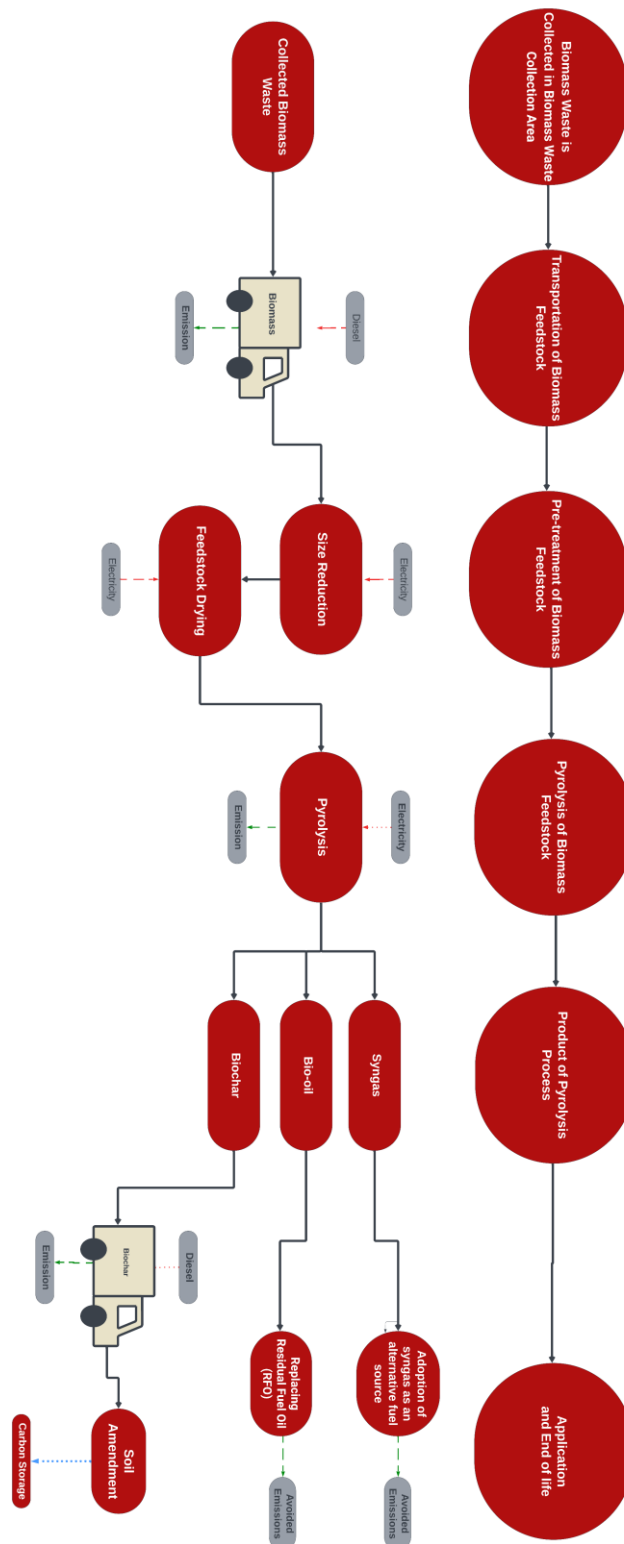 Biomass Waste is
Collected in Biomass Waste
Collection Area
Transportation of Biomass
Feedstock
Pre-treatment of Biomass
Feedstock
Pyrolysis of Biomass
Feedstock
Product of Pyrolysis
Process
Application
and End of life
Collected Biomass
Waste
Diesel
Biomass
Emission
Electricity
Size Reduction
Feedstock Drying
Electricity
Electricity
Pyrolysis
Emission
Syngas
Bio-oil
Biochar
Adoption of
syngas as an
alternative fuel
source
Avoided
Emissions
Replacing
Residual Fuel Oil
(RFO)
Avoided
Emissions
Diesel
Biochar
Emission
Soil
Amendment
Carbon Storage